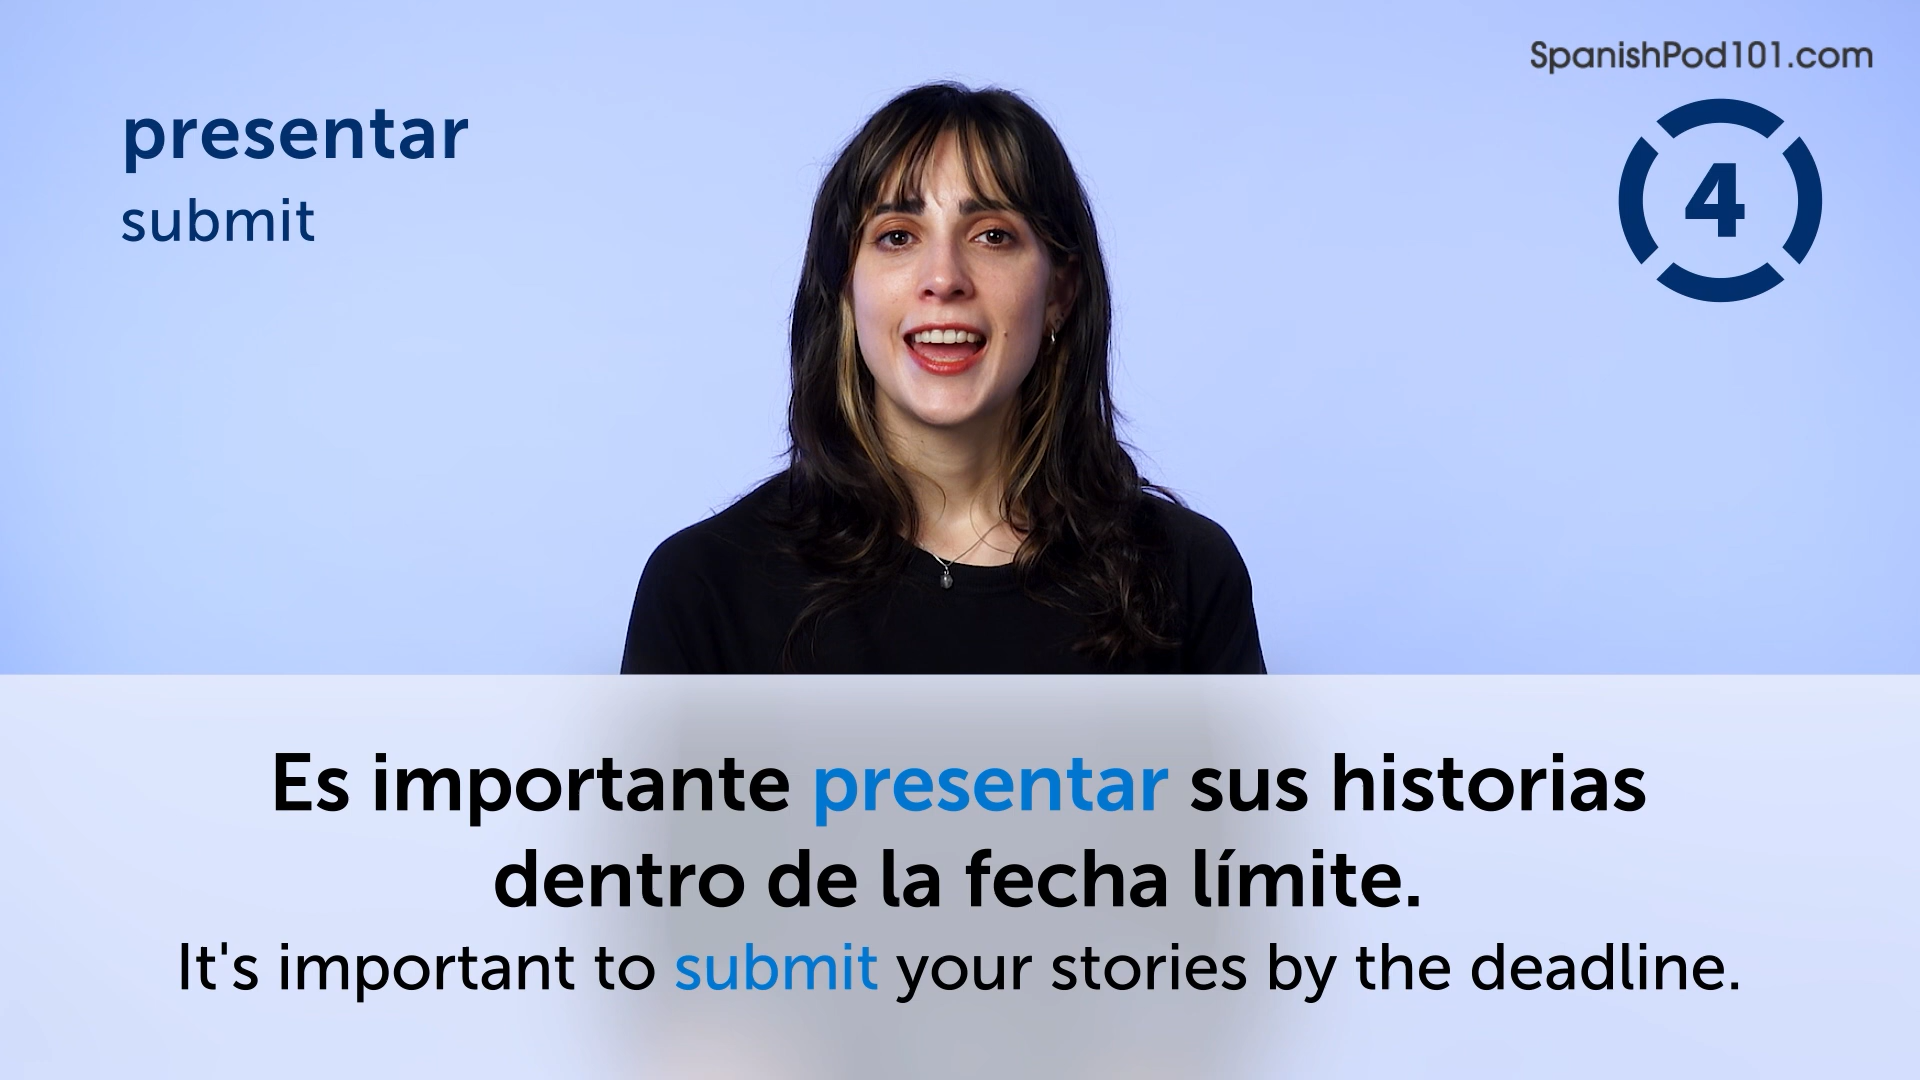 SpanishPod101.com
presentar
submit
4
Es importante presentar sus historias
dentro de la fecha límite.
It's important to submit your stories by the deadline.